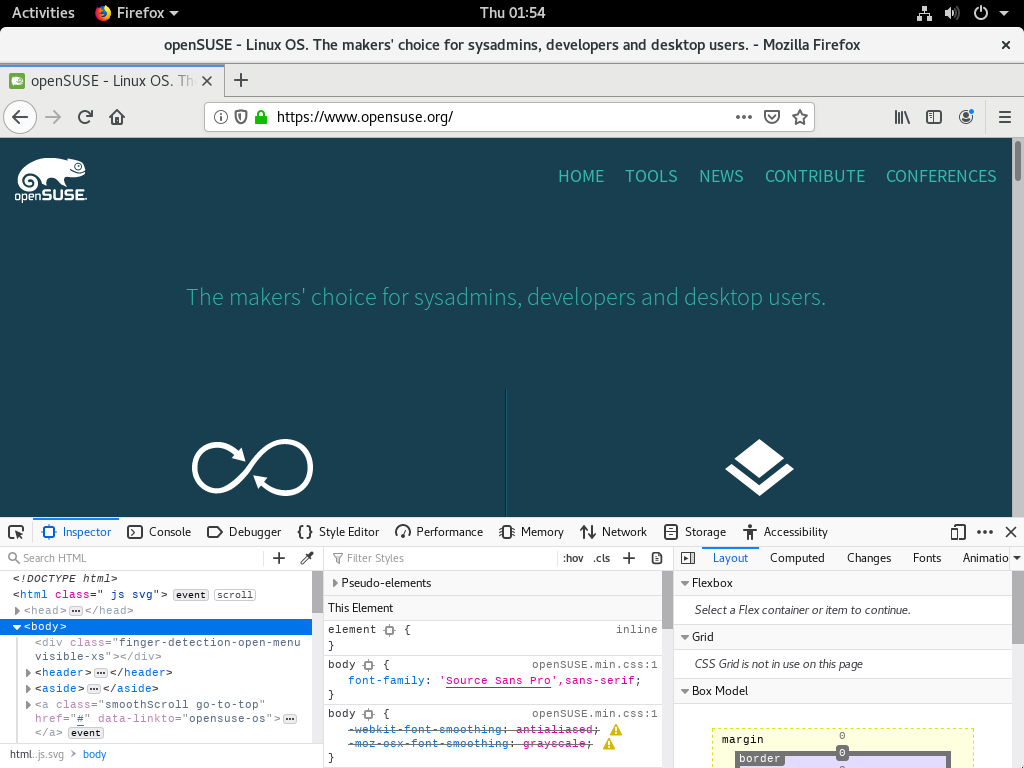 Activities Firefox Thu 01:54
openSUSE - Linux OS. The makers' choice for sysadmins, developers and desktop users. - Mozilla Firefox
openSUSE - Linux OS. Th
https://www.opensuse.org/
openSUSE.
HOME TOOLS NEWS CONTRIBUTE CONFERENCES
The makers' choice for sysadmins, developers and desktop users.
Inspector Console Debugger Style Editor Performance Memory Network Storage Accessibility
Search HTML
<!DOCTYPE html>
<html class=" js svg"> event scroll
<head>…</head>
<body>
<div class="finger-detection-open-menu
visible-xs"></div>
<header>…</header>
<aside>…</aside>
<a class="smoothScroll go-to-top"
href="#" data-linkto="opensuse-os">…
</a> event
html.js.svg > body
Filter Styles :hov .cls
Pseudo-elements
This Element
element { inline
}
body { openSUSE.min.css:1
font-family: 'Source Sans Pro',sans-serif;
}
body { openSUSE.min.css:1
-webkit-font-smoothing: antialiased;
-moz-osx-font-smoothing: grayscale;
}
Layout Computed Changes Fonts Animatio
Flexbox
Select a Flex container or item to continue.
Grid
CSS Grid is not in use on this page
Box Model
margin 0
border 0